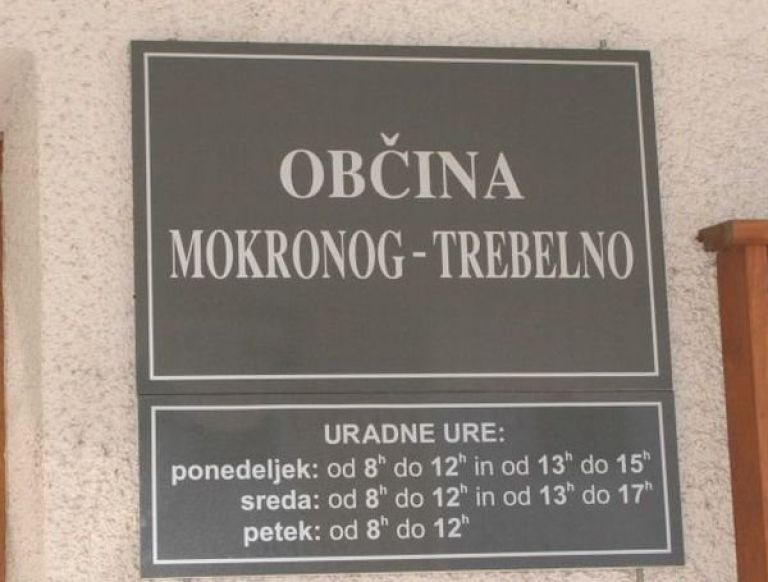 OBČINA
MOKRONOG - TREBELNO
URADNE URE:
ponedeljek: od 8h do 12h in od 13h do 15h
sreda: od 8h do 12h in od 13h do 17h
petek: od 8h do 12h